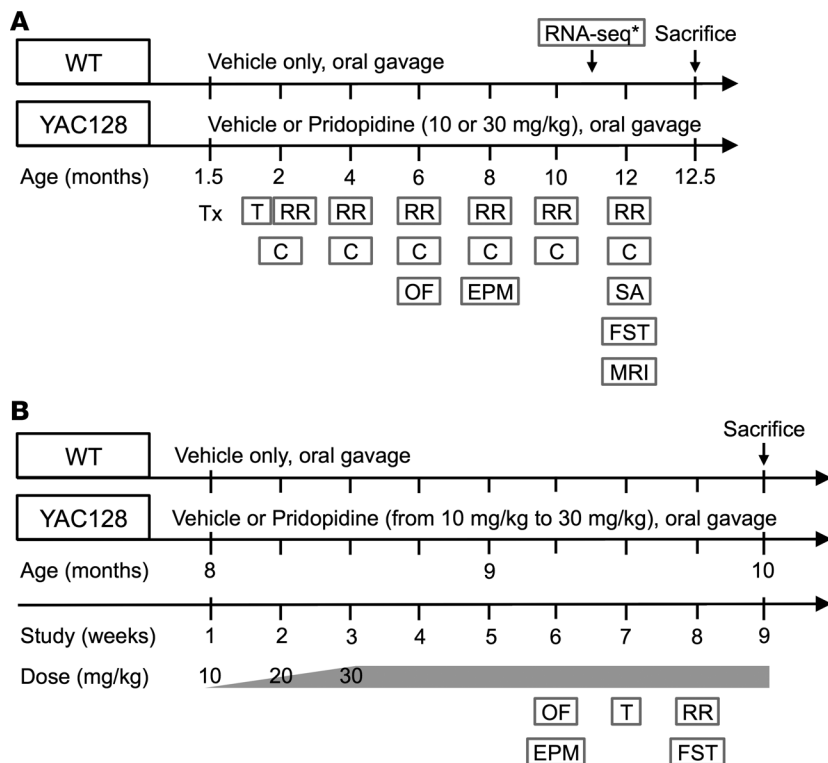 A
RNA-seq* Sacrifice
WT Vehicle only, oral gavage
YAC128 Vehicle or Pridopidine (10 or 30 mg/kg), oral gavage
Age (months) 1.5 2 4 6 8 10 12 12.5
Tx T RR RR RR RR RR RR
C C C C C C
OF EPM SA
FST
MRI
B
Sacrifice
WT Vehicle only, oral gavage
YAC128 Vehicle or Pridopidine (from 10 mg/kg to 30 mg/kg), oral gavage
Age (months) 8 9 10
Study (weeks) 1 2 3 4 5 6 7 8 9
Dose (mg/kg) 10 20 30
OF T RR
EPM FST